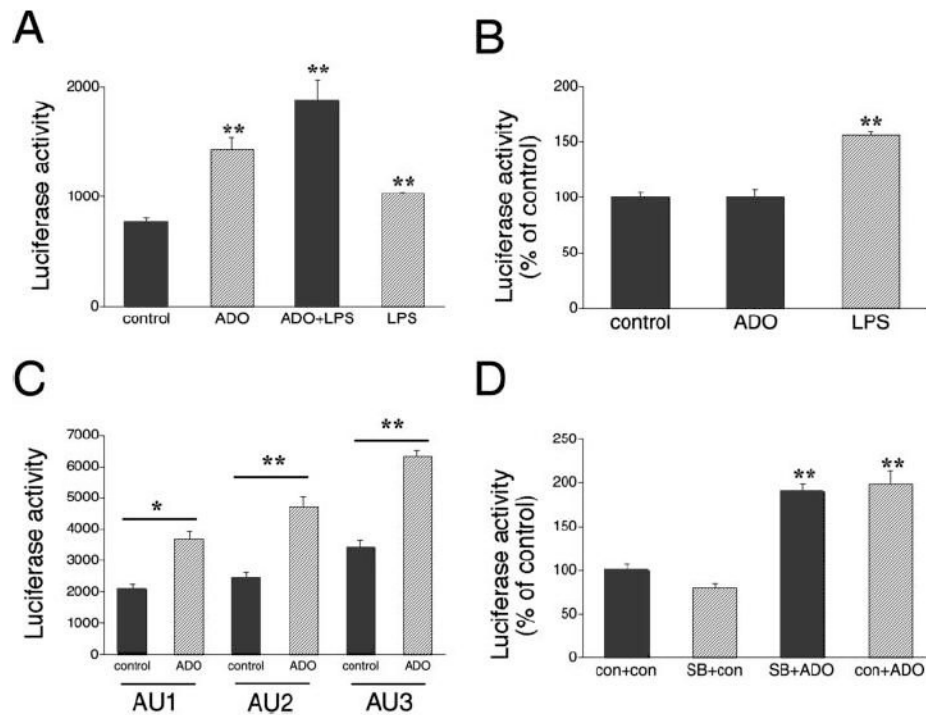 A
Luciferase activity
2000
1000
0
**
**
**
control ADO ADO+LPS LPS
B
Luciferase activity
(% of control)
200
150
100
50
0
**
control ADO LPS
C
Luciferase activity
7000
6000
5000
4000
3000
2000
1000
0
*
**
**
control ADO control ADO control ADO
AU1 AU2 AU3
D
Luciferase activity
(% of control)
250
200
150
100
50
0
** **
con+con SB+con SB+ADO con+ADO